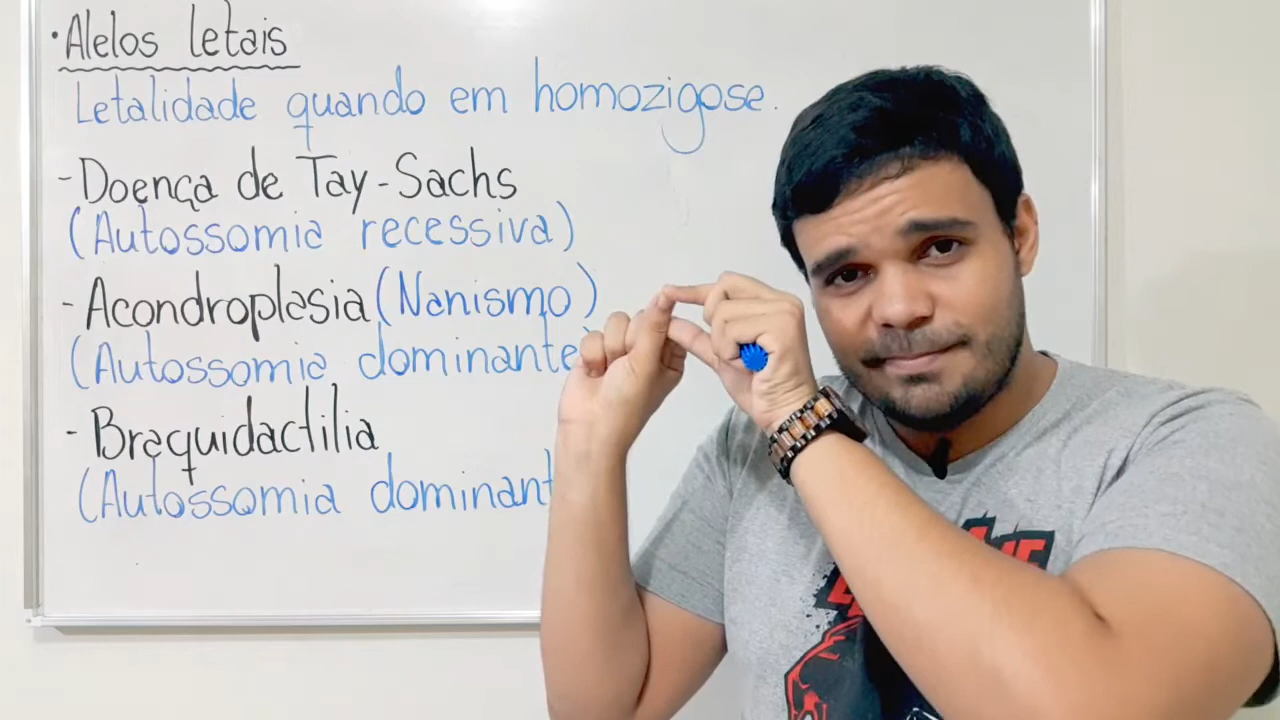 • Alelos letais
Letalidade quando em homozigose.
- Doença de Tay-Sachs
(Autossomia recessiva)
- Acondroplasia (Nanismo)
(Autossomia dominante)
- Braquidactilia
(Autossomia dominant